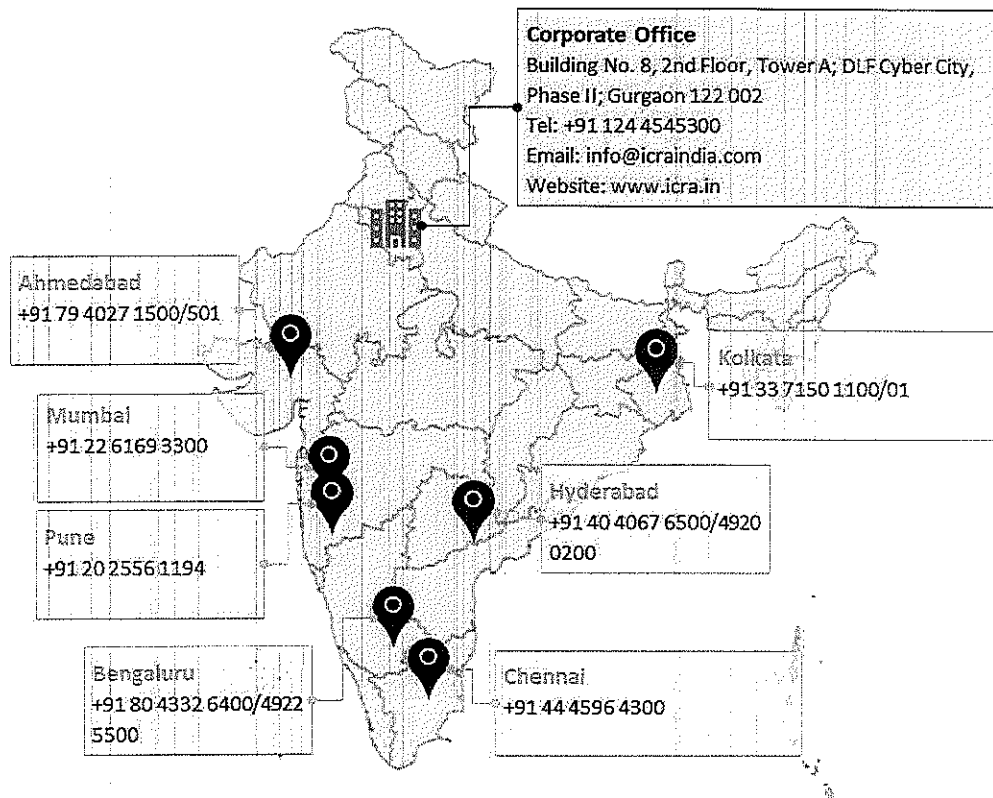 Corporate Office
Building No. 8, 2nd Floor, Tower A; DLF Cyber City,
Phase II; Gurgaon 122 002
Tel: +91 124 4545300
Email: info@icraindia.com
Website: www.icra.in
Ahmedabad
+91 79 4027 1500/501
Kolkata
+91 33 7150 1100/01
Mumbai
+91 22 6169 3300
Hyderabad
+91 40 4067 6500/4920
0200
Pune
+91 20 2556 1194
Bengaluru
+91 80 4332 6400/4922
5500
Chennai
+91 44 4596 4300